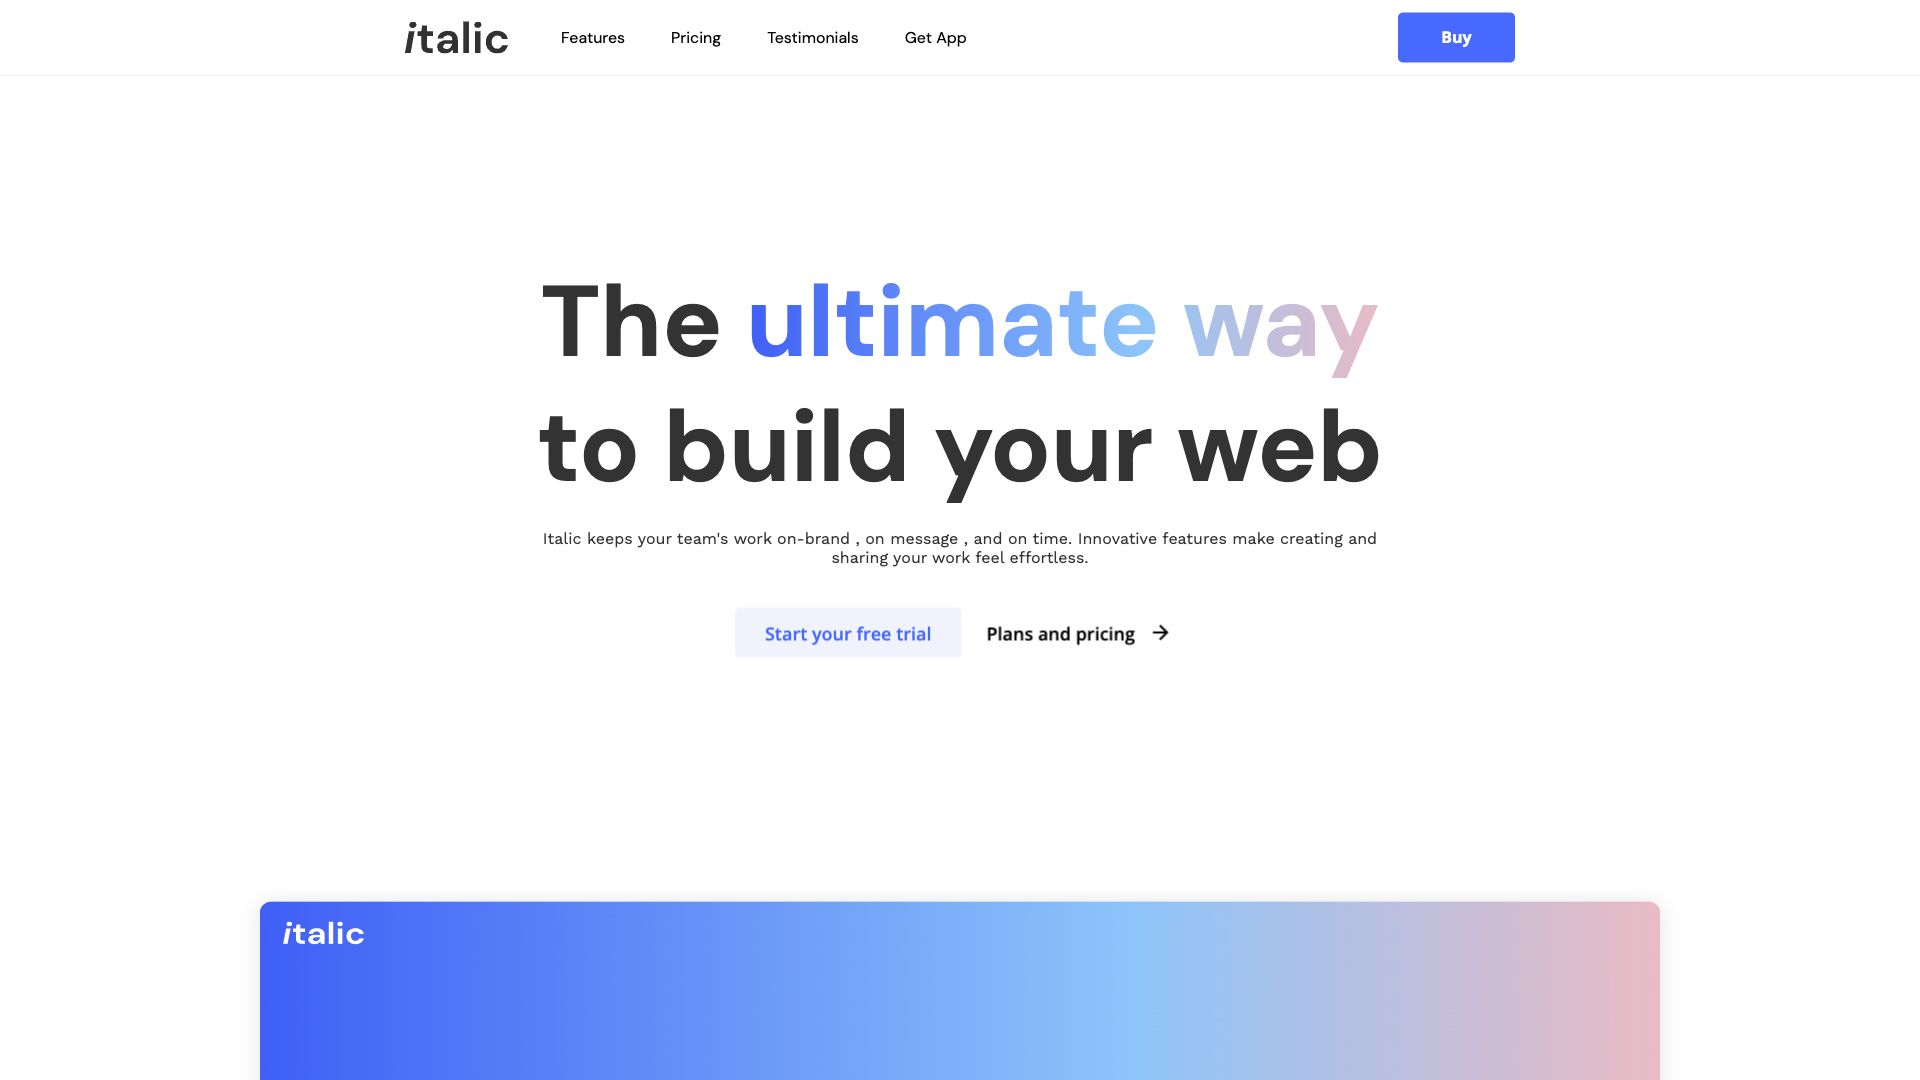 italic
Features
Pricing
Testimonials
Get App
Buy
The ultimate way
to build your web
Italic keeps your team's work on-brand , on message , and on time. Innovative features make creating and
sharing your work feel effortless.
Start your free trial
Plans and pricing
italic